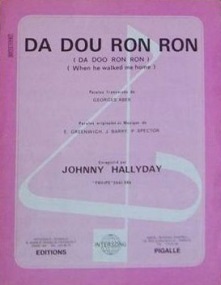 DA DOU RON RON
( DA DOO RON RON )
( When he walked me home )
Paroles Françaises de
GEORGES ABER
Paroles originales et Musique de
E. GREENWICH, J. BARRY, P. SPECTOR
Enregistré par
JOHNNY HALLYDAY
INTERSONG
EDITIONS
PIGALLE